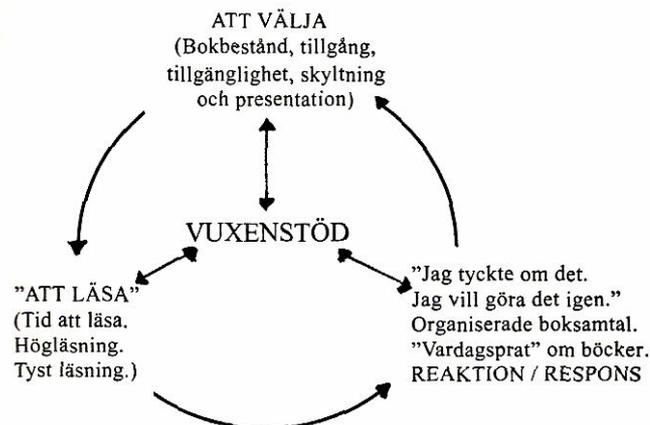 ATT VÄLJA
(Bokbestånd, tillgång,
tillgänglighet, skyltning
och presentation)
VUXENSTÖD
”ATT LÄSA”
(Tid att läsa.
Högläsning.
Tyst läsning.)
”Jag tyckte om det.
Jag vill göra det igen.”
Organiserade boksamtal.
”Vardagsprat” om böcker.
REAKTION / RESPONS